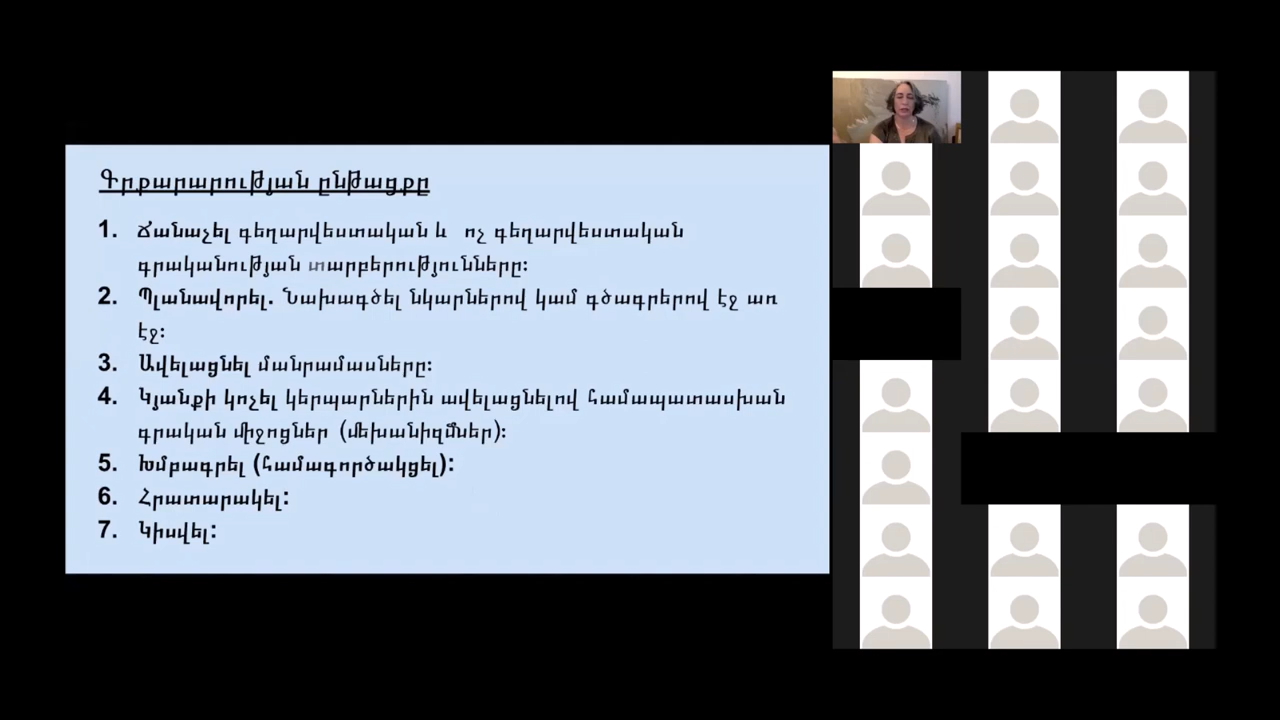 Գրքարարության ընթացքը
1. Ճանաչել գեղարվեստական և ոչ գեղարվեստական
գրականության տարբերությունները:
2. Պլանավորել. Նախագծել նկարներով կամ գծագրերով էջ առ
էջ:
3. Ավելացնել մանրամասները:
4. Կյանքի կոչել կերպարներին ավելացնելով համապատասխան
գրական միջոցներ (մեխանիզմներ):
5. Խմբագրել (համագործակցել):
6. Հրատարակել:
7. Կիսվել: